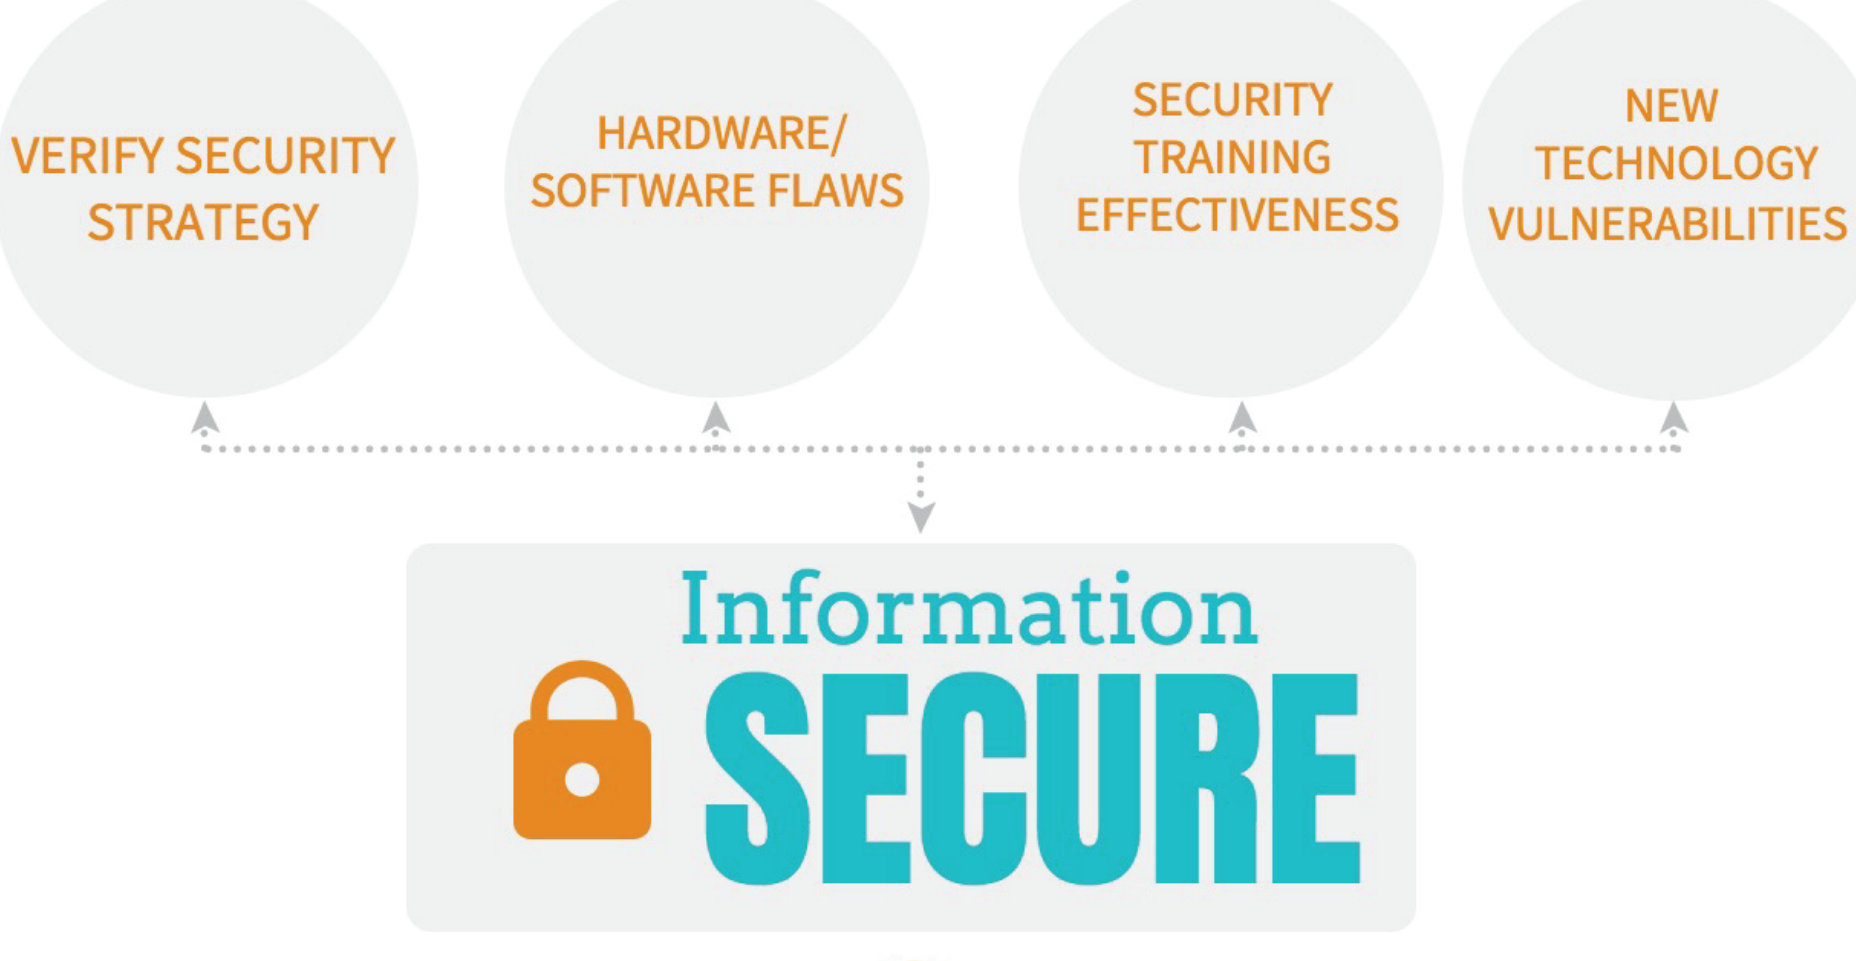 VERIFY SECURITY
STRATEGY
HARDWARE/
SOFTWARE FLAWS
SECURITY
TRAINING
EFFECTIVENESS
NEW
TECHNOLOGY
VULNERABILITIES
Information
SECURE